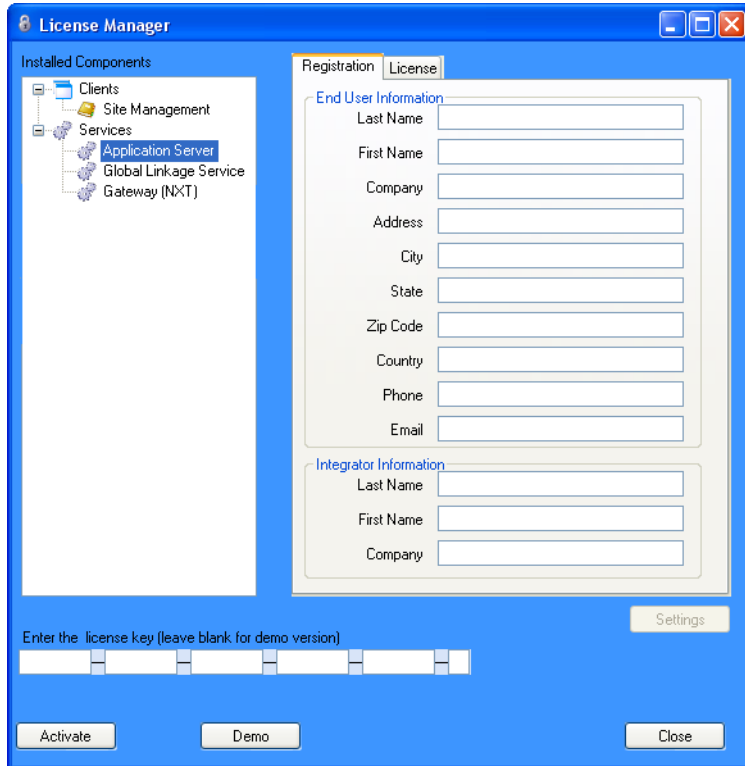 License Manager
Installed Components
Clients
Site Management
Services
Application Server
Global Linkage Service
Gateway (NXT)
Registration License
End User Information
Last Name
First Name
Company
Address
City
State
Zip Code
Country
Phone
Email
Integrator Information
Last Name
First Name
Company
Settings
Enter the license key (leave blank for demo version)
Activate Demo Close